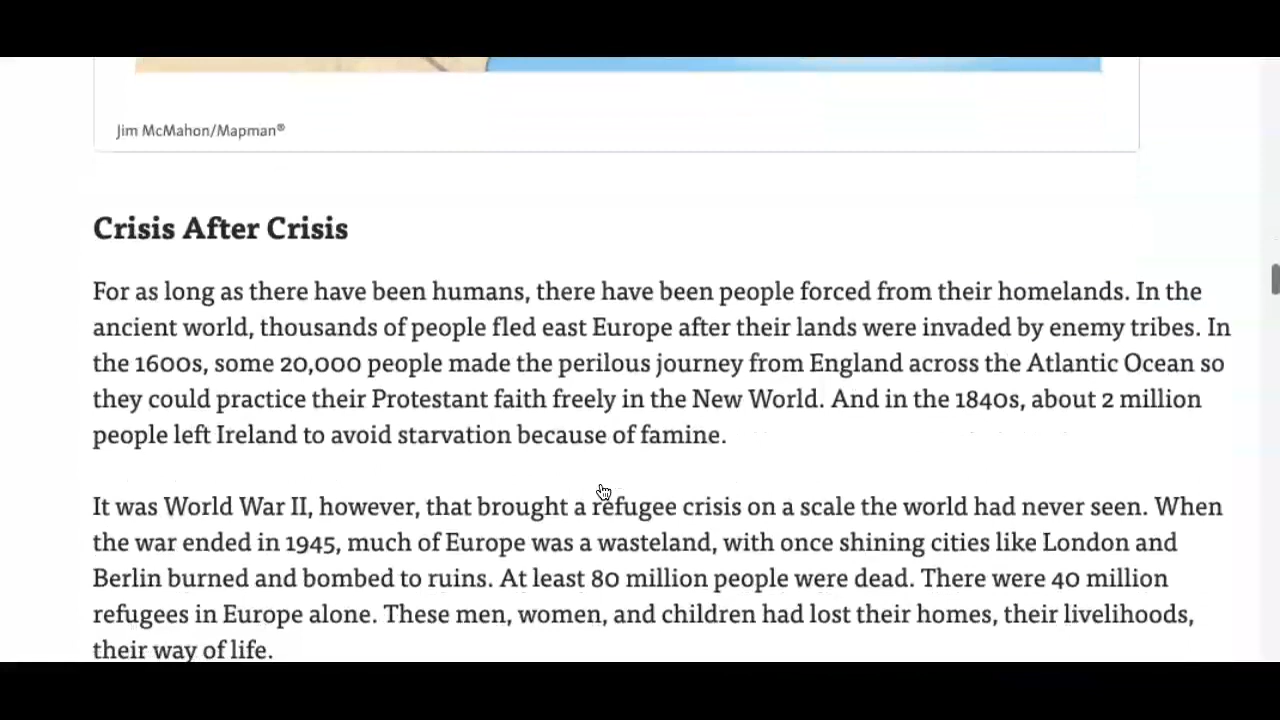 Jim McMahon/Mapman®
Crisis After Crisis
For as long as there have been humans, there have been people forced from their homelands. In the
ancient world, thousands of people fled east Europe after their lands were invaded by enemy tribes. In
the 1600s, some 20,000 people made the perilous journey from England across the Atlantic Ocean so
they could practice their Protestant faith freely in the New World. And in the 1840s, about 2 million
people left Ireland to avoid starvation because of famine.
It was World War II, however, that brought a refugee crisis on a scale the world had never seen. When
the war ended in 1945, much of Europe was a wasteland, with once shining cities like London and
Berlin burned and bombed to ruins. At least 80 million people were dead. There were 40 million
refugees in Europe alone. These men, women, and children had lost their homes, their livelihoods,
their way of life.